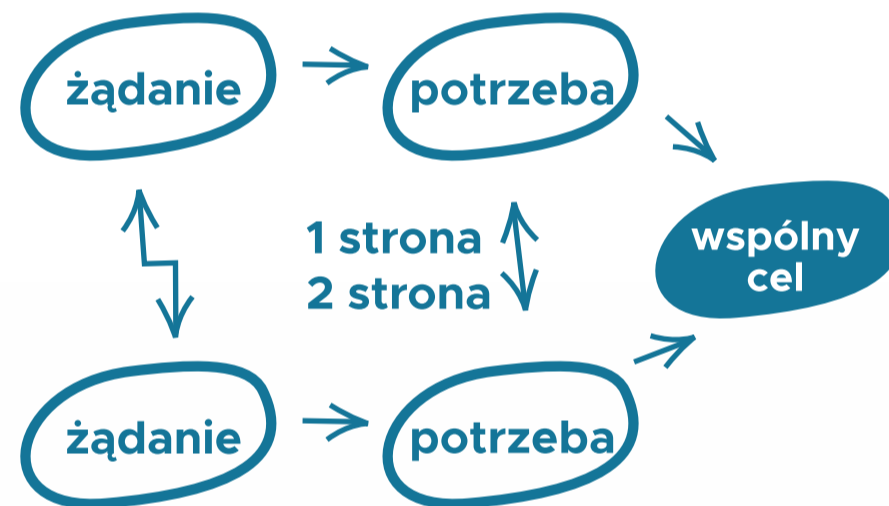 żądanie
potrzeba
1 strona
2 strona
wspólny
cel
żądanie
potrzeba